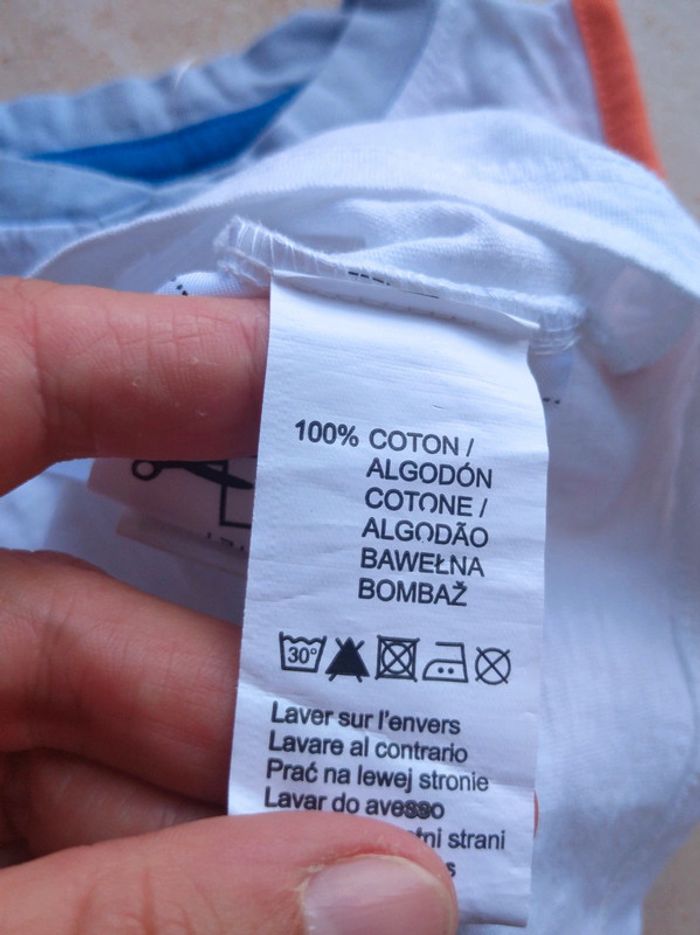 100% COTON /
ALGODÓN
COTONE /
ALGODÃO
BAWEŁNA
BOMBAŽ
30°
Laver sur l'envers
Lavare al contrario
Prać na lewej stronie
Lavar do avesso
strani